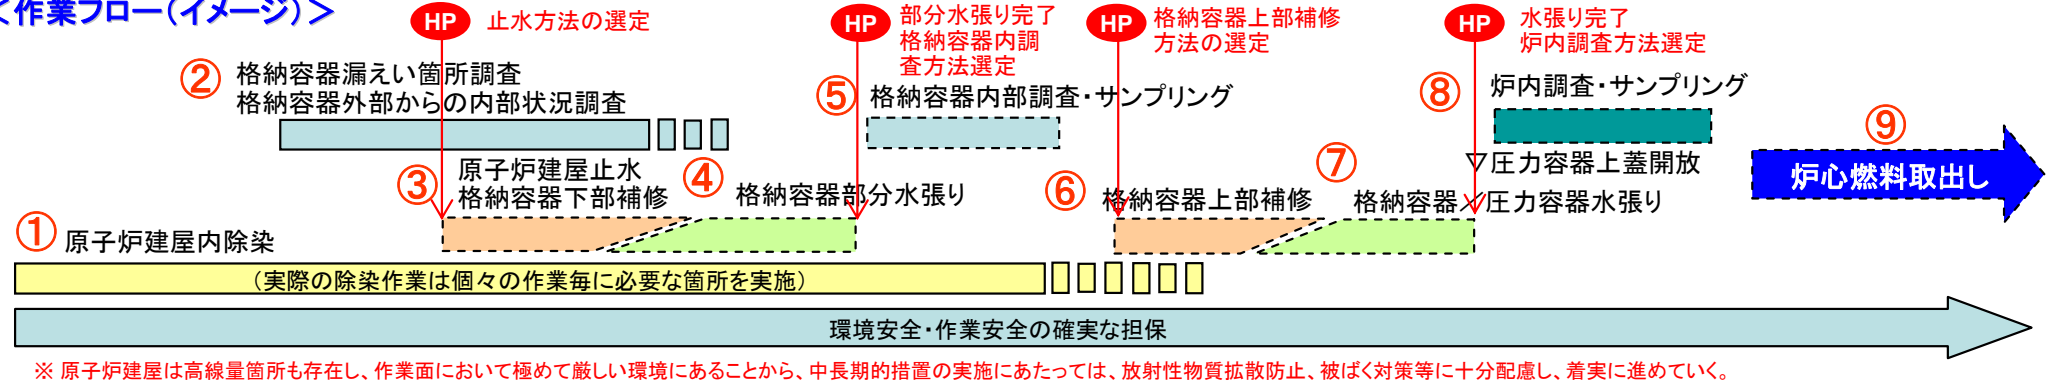 <作業フロー(イメージ)>
HP
止水方法の選定
HP
部分水張り完了
格納容器内調
査方法選定
HP
格納容器上部補修
方法の選定
HP
水張り完了
炉内調査方法選定
②
格納容器漏えい箇所調査
格納容器外部からの内部状況調査
⑤
格納容器内部調査・サンプリング
⑧
炉内調査・サンプリング
③
原子炉建屋止水
格納容器下部補修
④
格納容器部分水張り
⑥
格納容器上部補修
⑦
▽圧力容器上蓋開放
格納容器/圧力容器水張り
⑨
炉心燃料取出し
①
原子炉建屋内除染
(実際の除染作業は個々の作業毎に必要な箇所を実施)
環境安全・作業安全の確実な担保
※ 原子炉建屋は高線量箇所も存在し、作業面において極めて厳しい環境にあることから、中長期的措置の実施にあたっては、放射性物質拡散防止、被ばく対策等に十分配慮し、着実に進めていく。